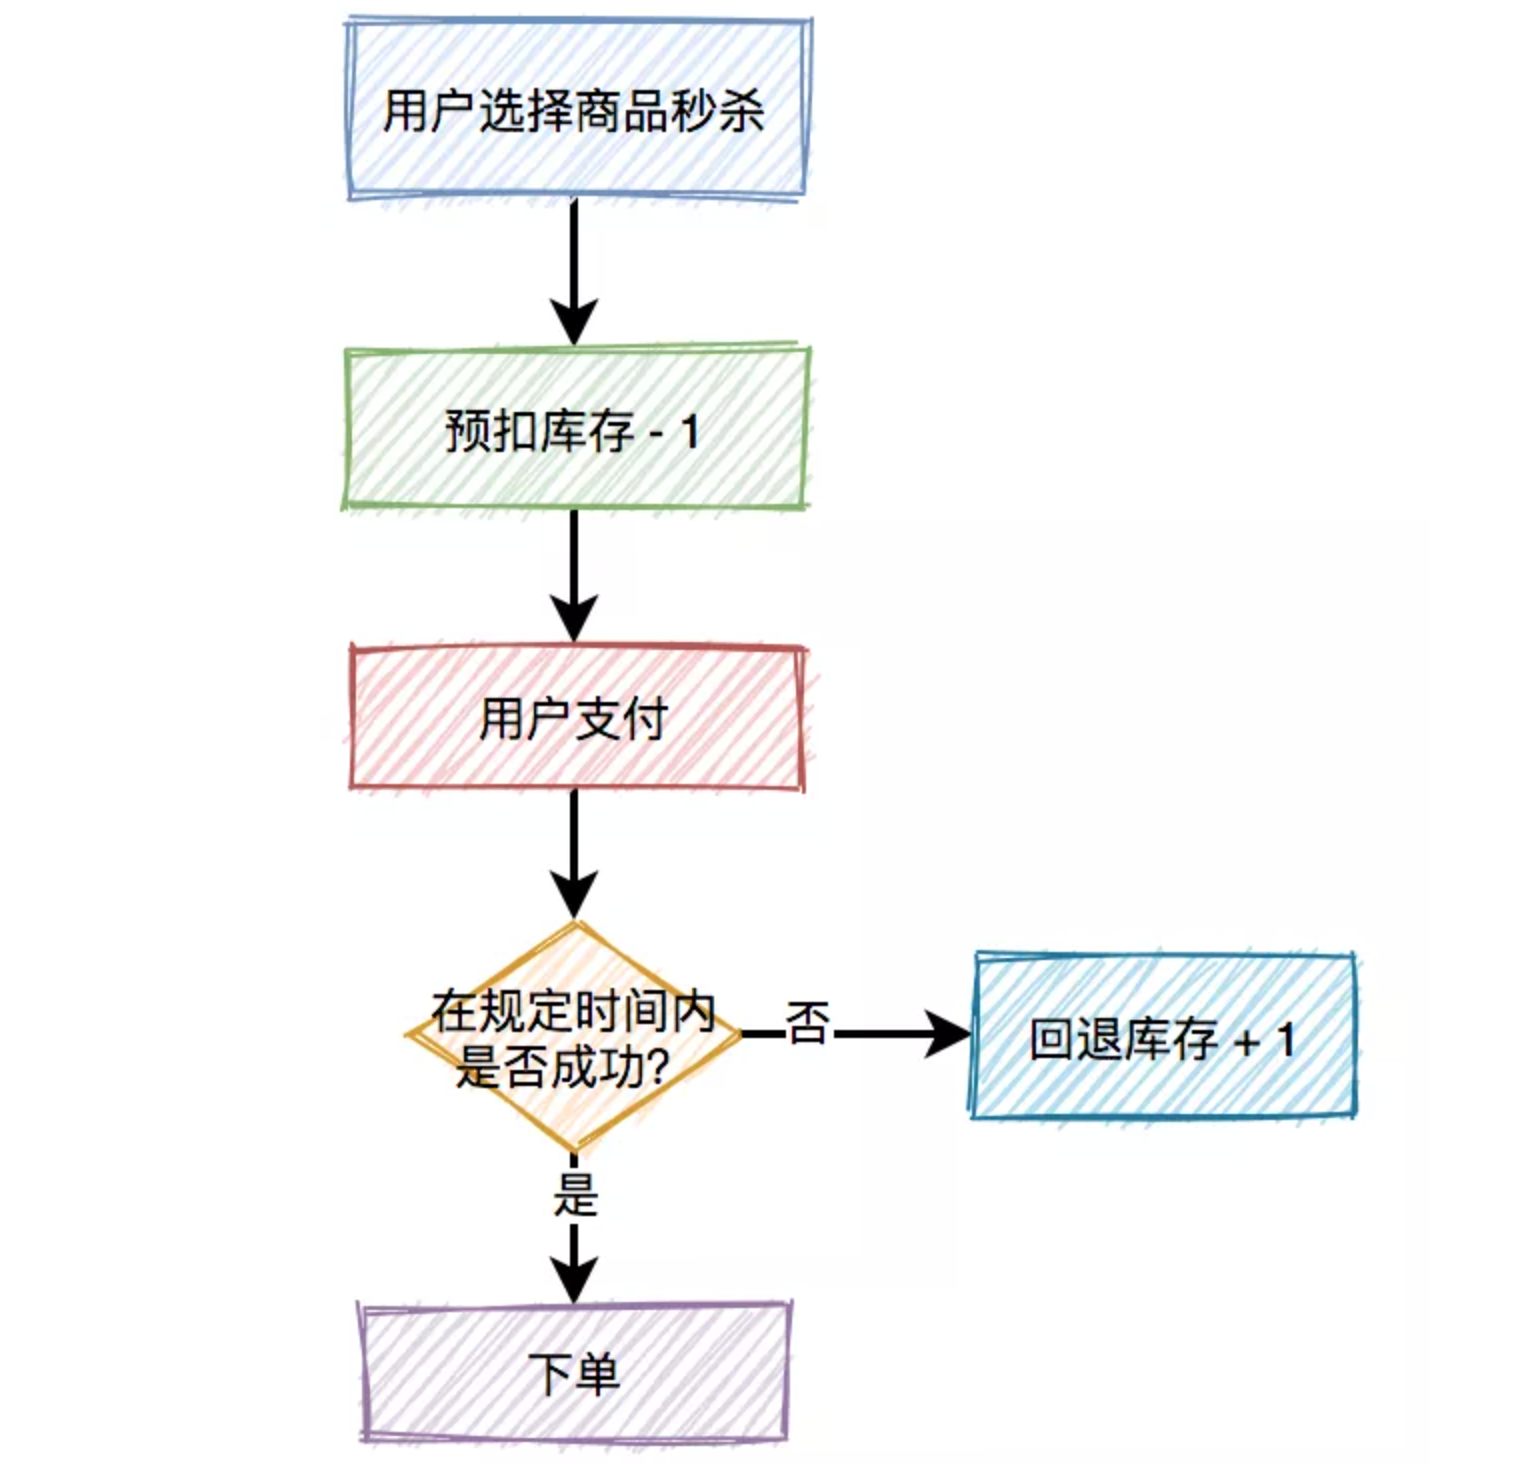 用户选择商品秒杀
预扣库存 - 1
用户支付
在规定时间内
是否成功?
否
回退库存 + 1
是
下单